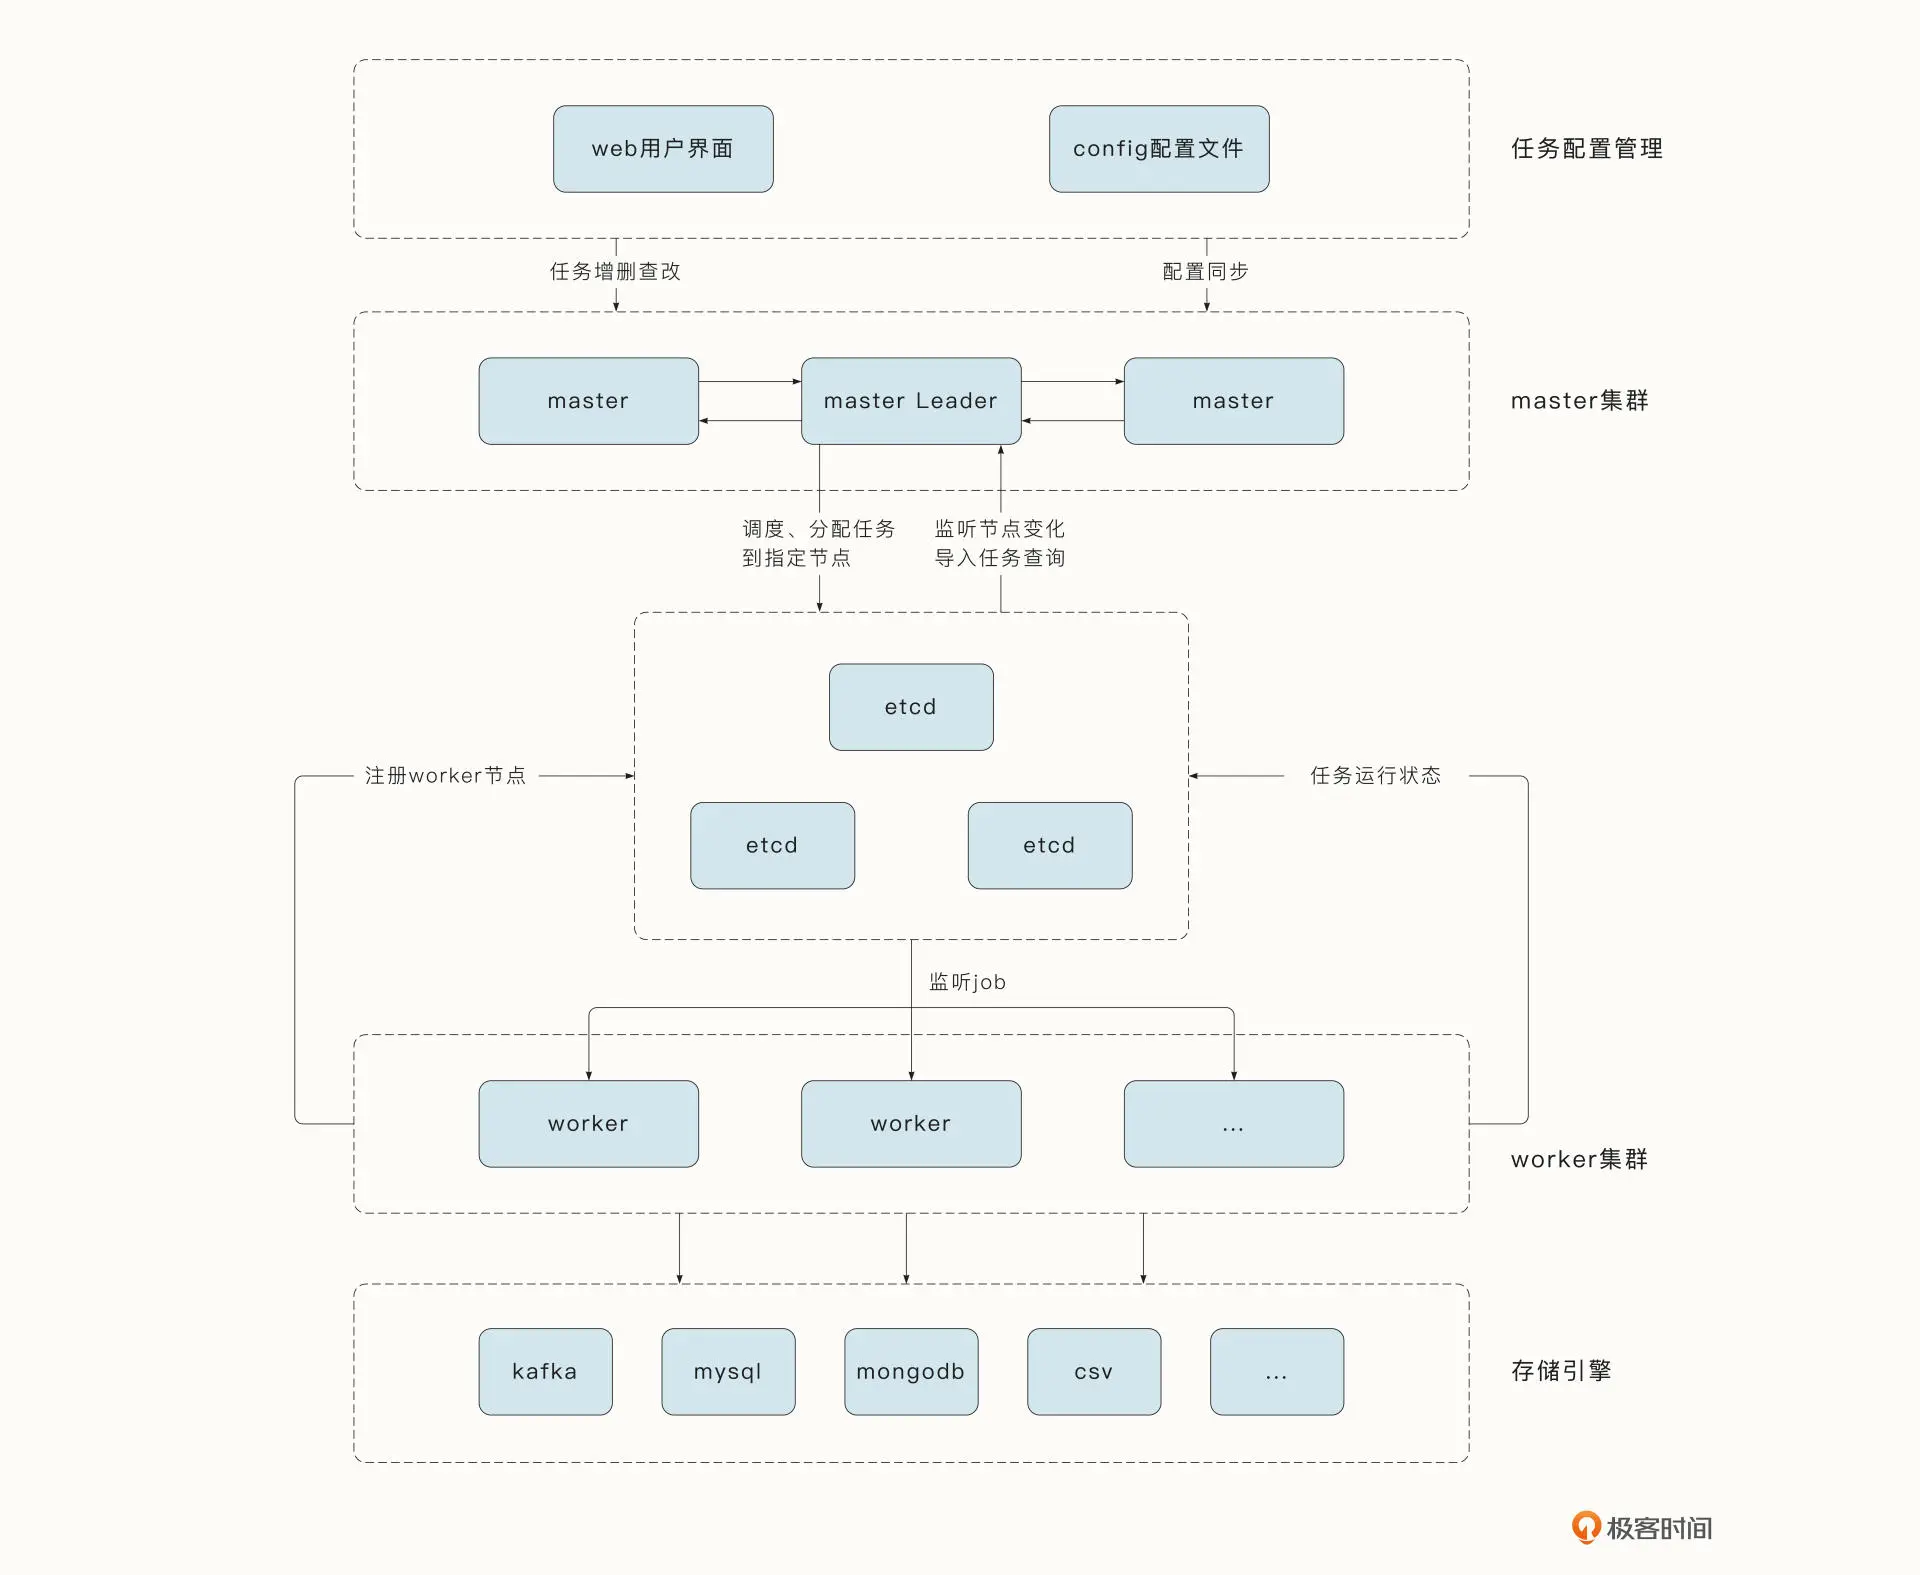 web用户界面
config配置文件
任务配置管理
任务增删查改
配置同步
master
master Leader
master
master集群
调度、分配任务
到指定节点
监听节点变化
导入任务查询
etcd
注册worker节点
任务运行状态
etcd
etcd
监听job
worker
worker
...
worker集群
kafka
mysql
mongodb
csv
...
存储引擎
极客时间